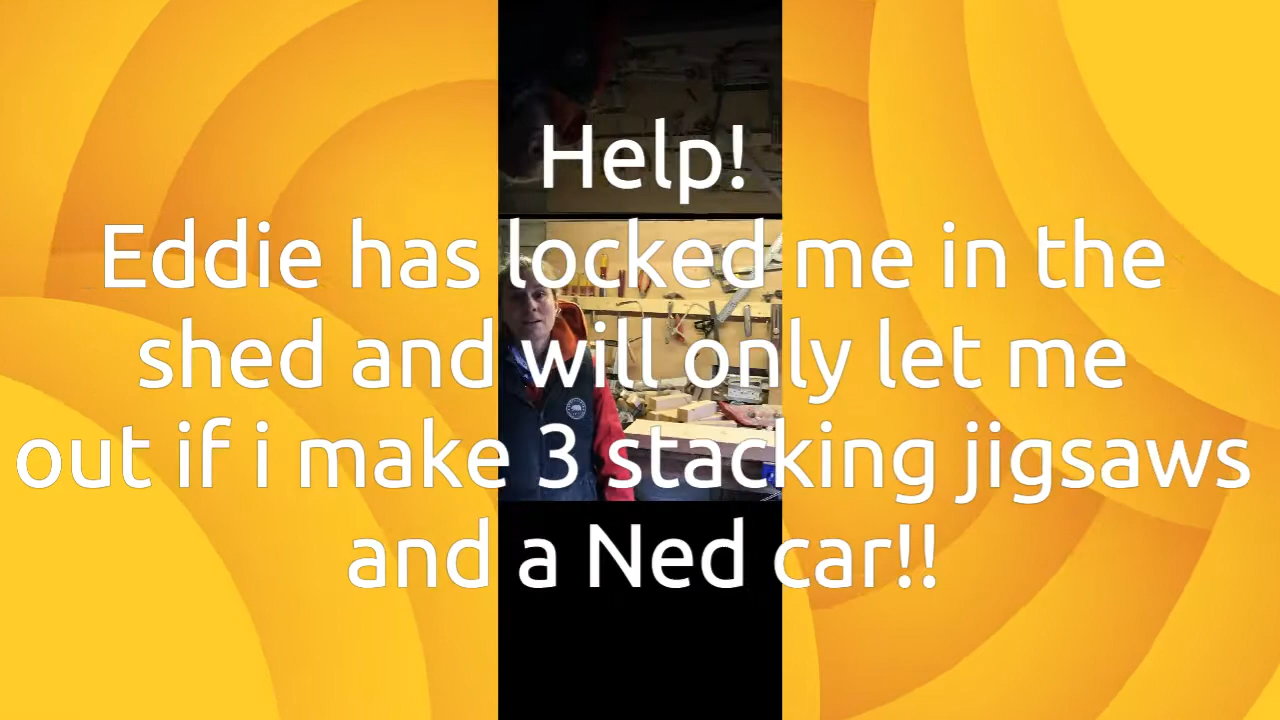 Help!
Eddie has locked me in the
shed and will only let me
out if i make 3 stacking jigsaws
and a Ned car!!